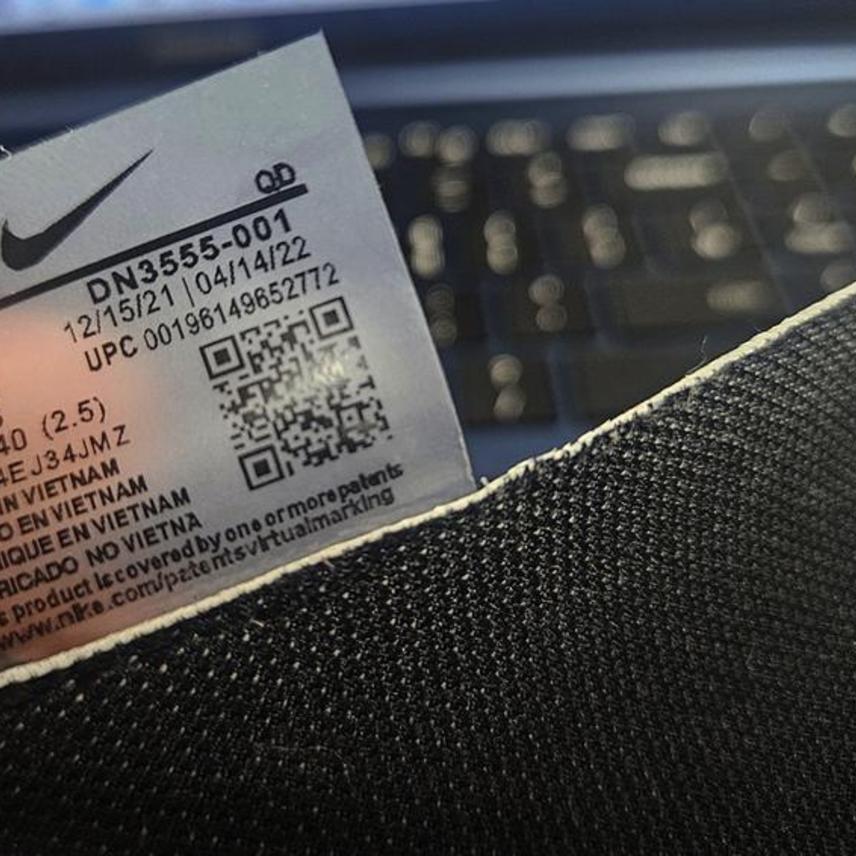 QD
DN3555-001
12/15/21 | 04/14/22
UPC 00196149652772
40 (2.5)
4EJ34JMZ
IN VIETNAM
O EN VIETNAM
IQUE EN VIETNAM
RICADO NO VIETNA
s product is covered by one or more patents
www.nike.com/patentsvirtualmarking